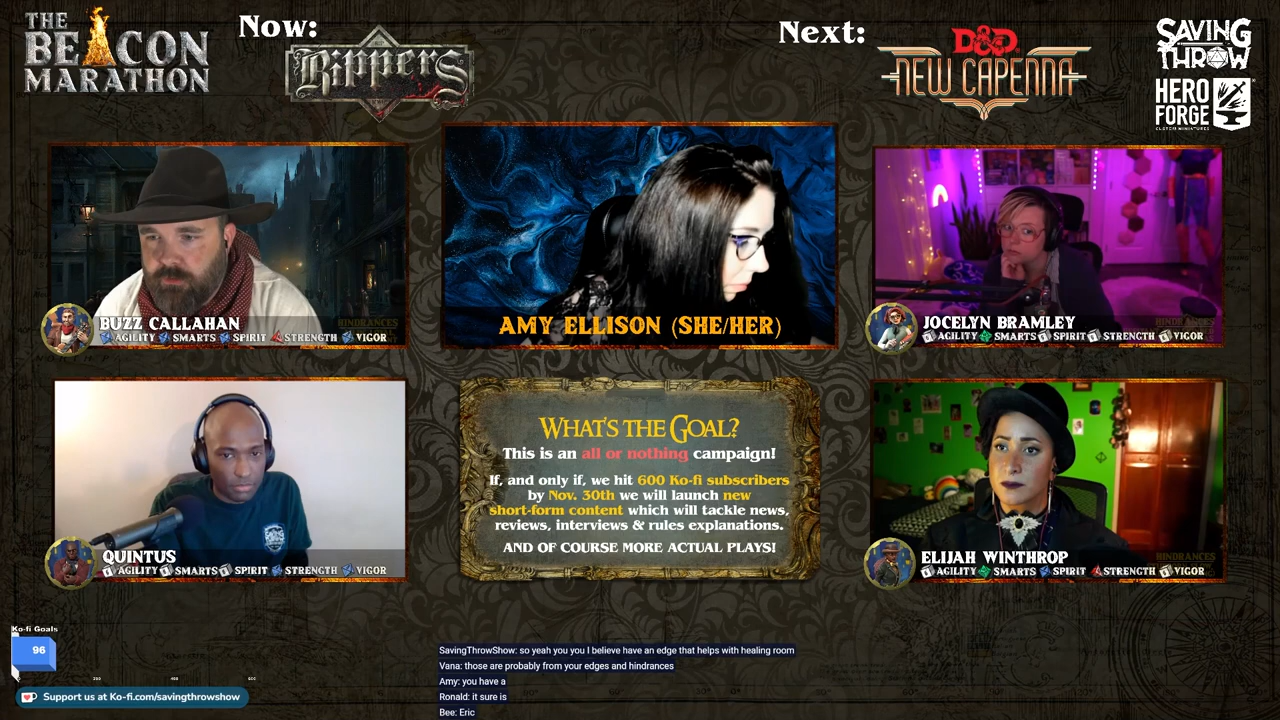 THE
BEACON
MARATHON
Now:
Rippers
Next:
D&D
NEW CAPENNA
SAVING
THROW
HERO
FORGE
CUSTOM MINIATURES
BUZZ CALLAHAN
HINDRANCES
AGILITY SMARTS SPIRIT STRENGTH VIGOR
AMY ELLISON (SHE/HER)
JOCELYN BRAMLEY
HINDRANCES
AGILITY SMARTS SPIRIT STRENGTH VIGOR
QUINTUS
AGILITY SMARTS SPIRIT STRENGTH VIGOR
WHAT'S THE GOAL?
This is an all or nothing campaign!
If, and only if, we hit 600 Ko-fi subscribers
by Nov. 30th we will launch new
short-form content which will tackle news,
reviews, interviews & rules explanations.
AND OF COURSE MORE ACTUAL PLAYS!
ELIJAH WINTHROP
HINDRANCES
AGILITY SMARTS SPIRIT STRENGTH VIGOR
Ko-fi Goals
96
Support us at Ko-fi.com/savingthrowshow
SavingThrowShow: so yeah you you I believe have an edge that helps with healing room
Vana: those are probably from your edges and hindrances
Amy: you have a
Ronald: it sure is
Bee: Eric